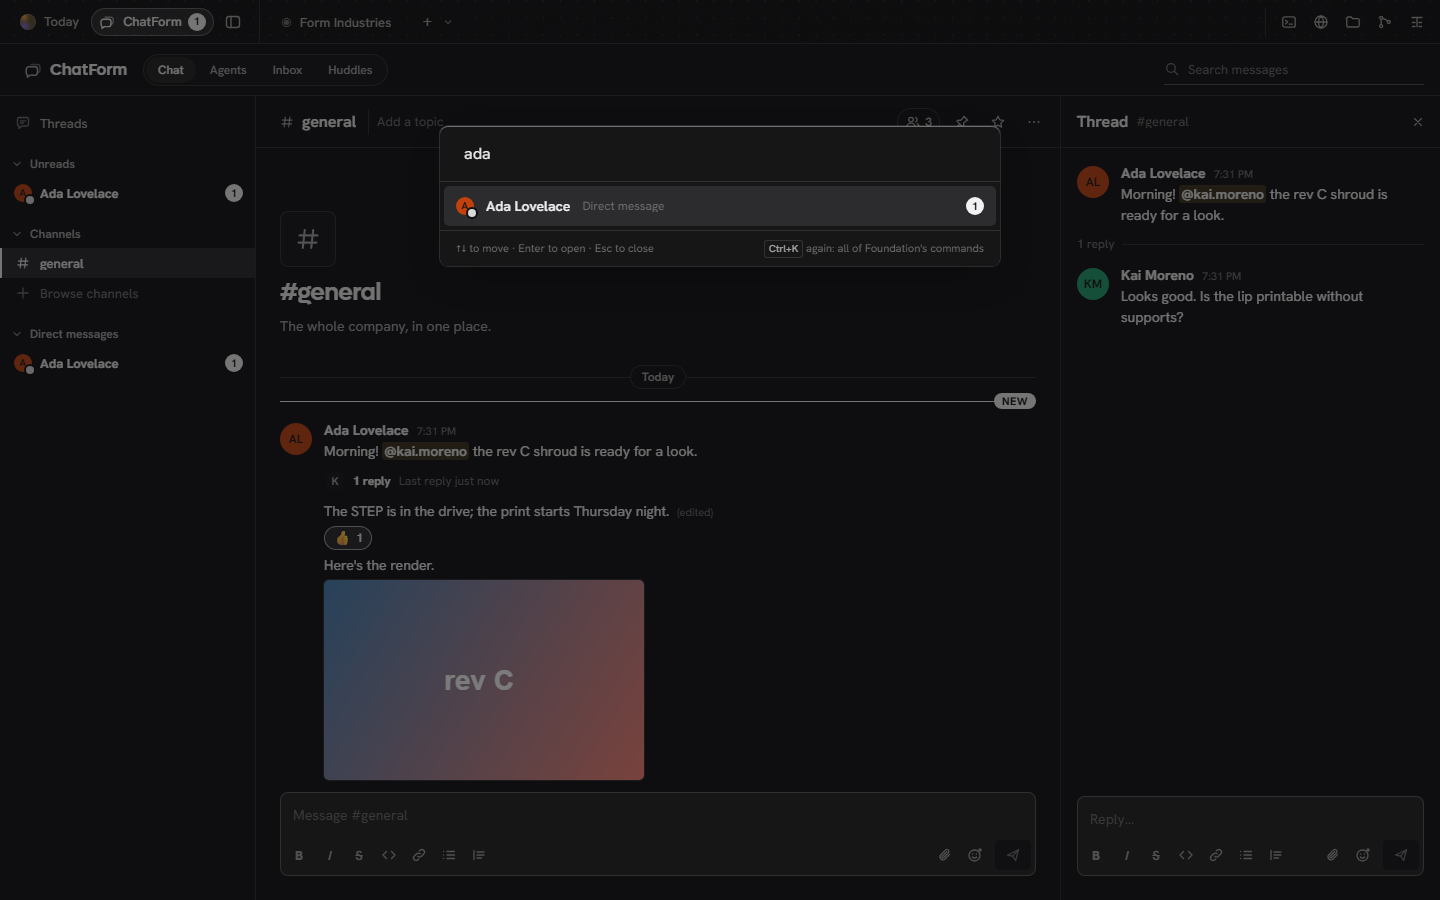 Today
ChatForm 1
Form Industries
ChatForm
Chat
Agents
Inbox
Huddles
Search messages
Threads
Unreads
A Ada Lovelace 1
Channels
# general
Browse channels
Direct messages
A Ada Lovelace 1
# general
Add a topic
3
ada
A Ada Lovelace Direct message 1
↑↓ to move · Enter to open · Esc to close
Ctrl+K again: all of Foundation's commands
#
#general
The whole company, in one place.
Today
NEW
AL
Ada Lovelace 7:31 PM
Morning! @kai.moreno the rev C shroud is ready for a look.
K 1 reply Last reply just now
The STEP is in the drive; the print starts Thursday night. (edited)
👍 1
Here's the render.
rev C
Message #general
B I S
Thread #general
AL
Ada Lovelace 7:31 PM
Morning! @kai.moreno the rev C shroud is
ready for a look.
1 reply
KM
Kai Moreno 7:31 PM
Looks good. Is the lip printable without
supports?
Reply...
B I S